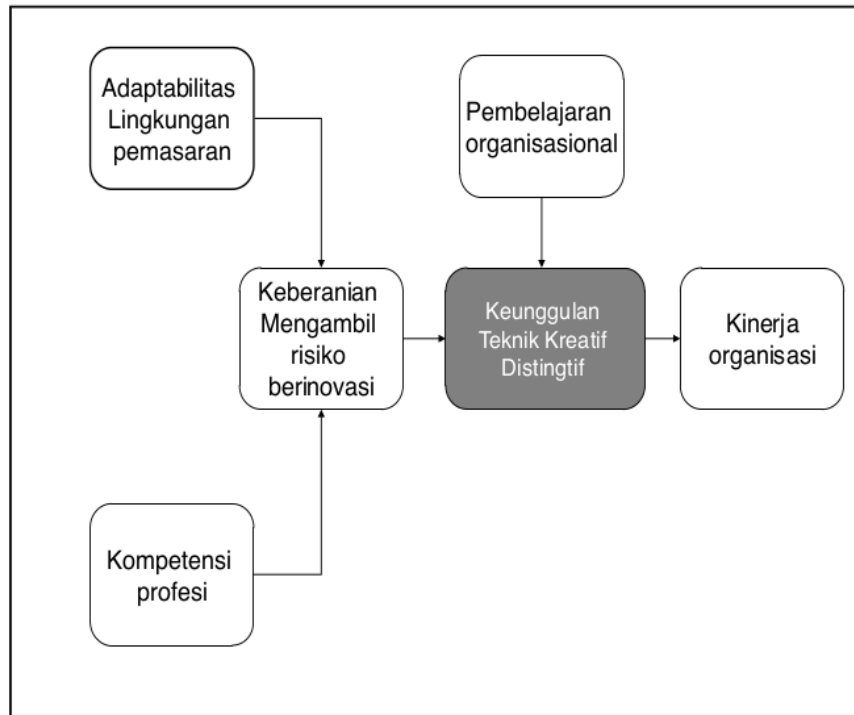 Adaptabilitas
Lingkungan
pemasaran
Pembelajaran
organisasional
Keberanian
Mengambil
risiko
berinovasi
Keunggulan
Teknik Kreatif
Distingtif
Kinerja
organisasi
Kompetensi
profesi